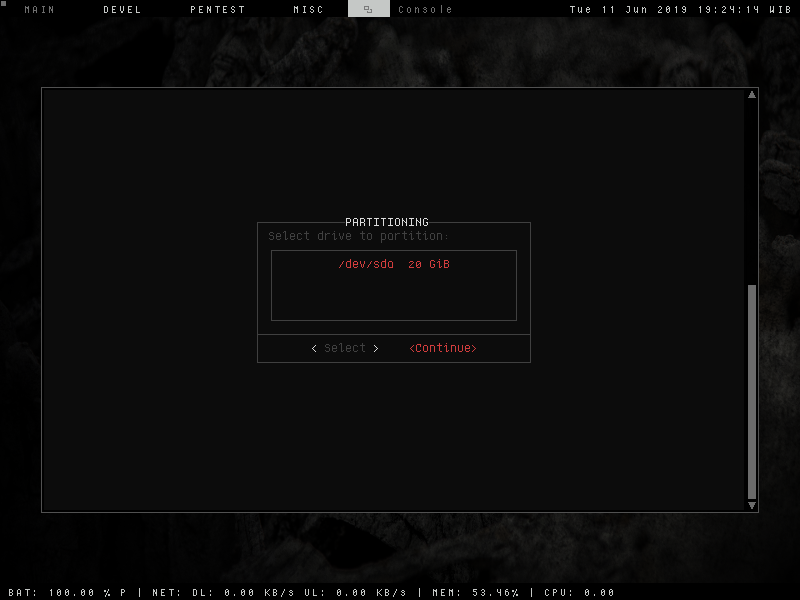 MAIN DEVEL PENTEST MISC Console Tue 11 Jun 2019 19:24:14 WIB
PARTITIONING
Select drive to partition:
/dev/sda 20 GiB
< Select > <Continue>
BAT: 100.00 % P | NET: DL: 0.00 KB/s UL: 0.00 KB/s | MEM: 53.46% | CPU: 0.00